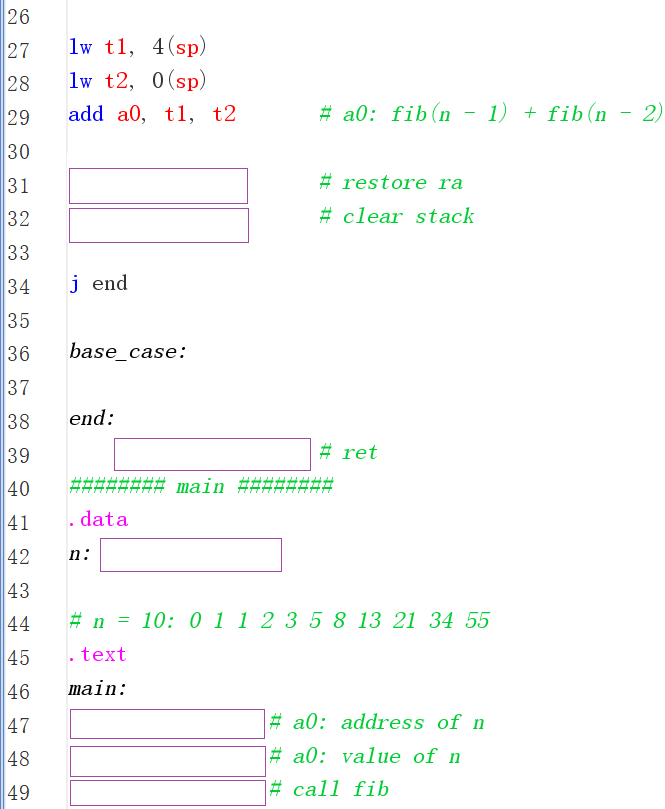 26
27 lw t1, 4(sp)
28 lw t2, 0(sp)
29 add a0, t1, t2 # a0: fib(n - 1) + fib(n - 2)
30
31 # restore ra
32 # clear stack
33
34 j end
35
36 base_case:
37
38 end:
39 # ret
40 ######## main ########
41 .data
42 n:
43
44 # n = 10: 0 1 1 2 3 5 8 13 21 34 55
45 .text
46 main:
47 # a0: address of n
48 # a0: value of n
49 # call fib